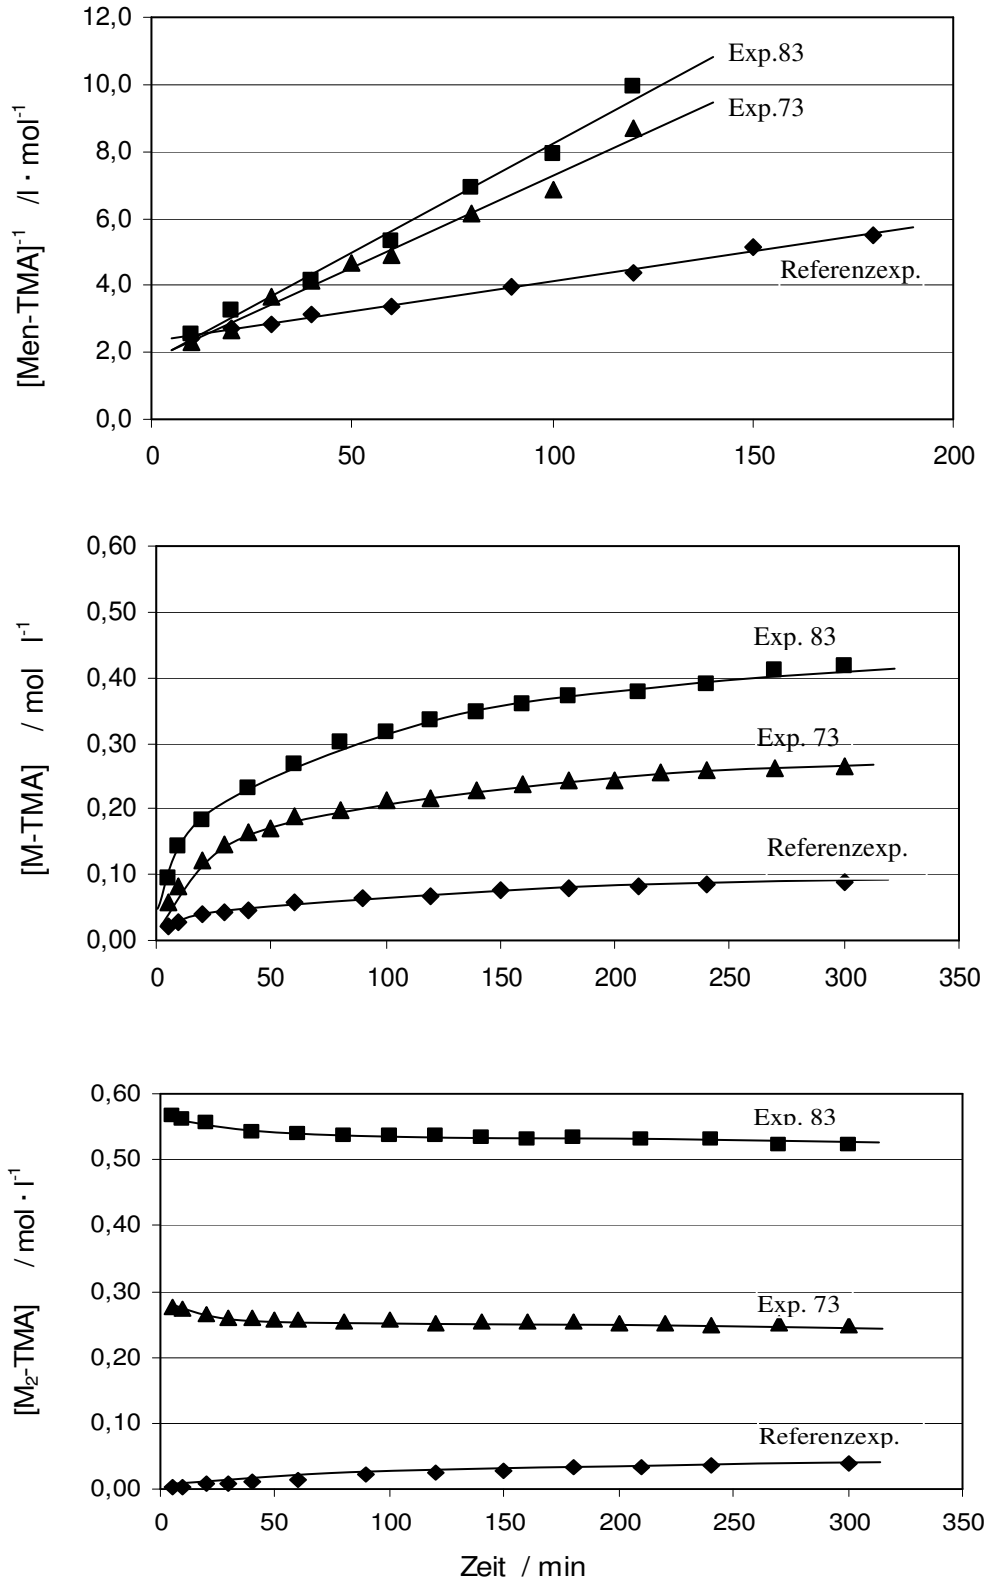 12,0
Exp.83
10,0
Exp.73
8,0
6,0
Referenzexp.
4,0
2,0
0,0
[Men-TMA]⁻¹ /l · mol⁻¹
0 50 100 150 200
0,60
0,50
Exp. 83
0,40
0,30
Exp. 73
0,20
Referenzexp.
0,10
0,00
[M-TMA] / mol l⁻¹
0 50 100 150 200 250 300 350
0,60
Exp. 83
0,50
0,40
0,30
Exp. 73
0,20
0,10
Referenzexp.
0,00
[M₂-TMA] / mol · l⁻¹
0 50 100 150 200 250 300 350
Zeit / min